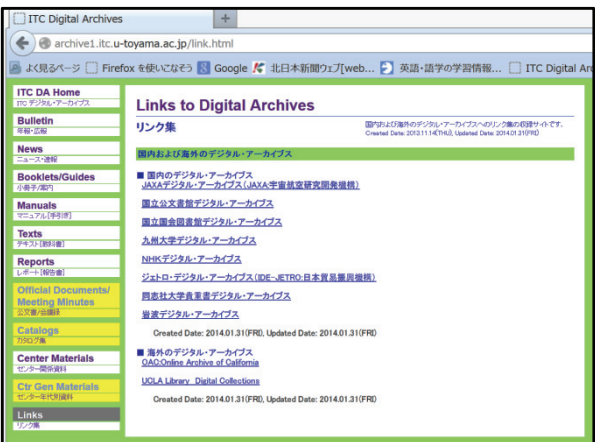 ITC Digital Archives
archive1.itc.u-toyama.ac.jp/link.html
よく見るページ Firefox を使いこなそう Google 北日本新聞ウェブ[web... 英語・語学の学習情報... ITC Digital Arc
ITC DA Home
ITC デジタル・アーカイブス
Bulletin
年報・広報
News
ニュース・速報
Booklets/Guides
小冊子/案内
Manuals
マニュアル[手引き]
Texts
テキスト[教科書]
Reports
レポート[報告書]
Official Documents/
Meeting Minutes
公文書/会議録
Catalogs
カタログ集
Center Materials
センター関係資料
Ctr Gen Materials
センター年代別資料
Links
リンク集
Links to Digital Archives
リンク集
国内および海外のデジタル・アーカイブスへのリンク集の収録サイトです。
Created Date: 2013.11.14(THU), Updated Date: 2014.01.31(FRI)
国内および海外のデジタル・アーカイブス
■ 国内のデジタル・アーカイブス
JAXAデジタル・アーカイブス(JAXA:宇宙航空研究開発機構)
国立公文書館デジタル・アーカイブス
国立国会図書館デジタル・アーカイブス
九州大学デジタル・アーカイブス
NHKデジタル・アーカイブス
ジェトロ・デジタル・アーカイブス(IDE-JETRO:日本貿易振興機構)
同志社大学貴重書デジタル・アーカイブス
岩波デジタル・アーカイブス
Created Date: 2014.01.31(FRI), Updated Date: 2014.01.31(FRI)
■ 海外のデジタル・アーカイブス
OAC:Online Archive of California
UCLA Library Digital Collections
Created Date: 2014.01.31(FRI), Updated Date: 2014.01.31(FRI)